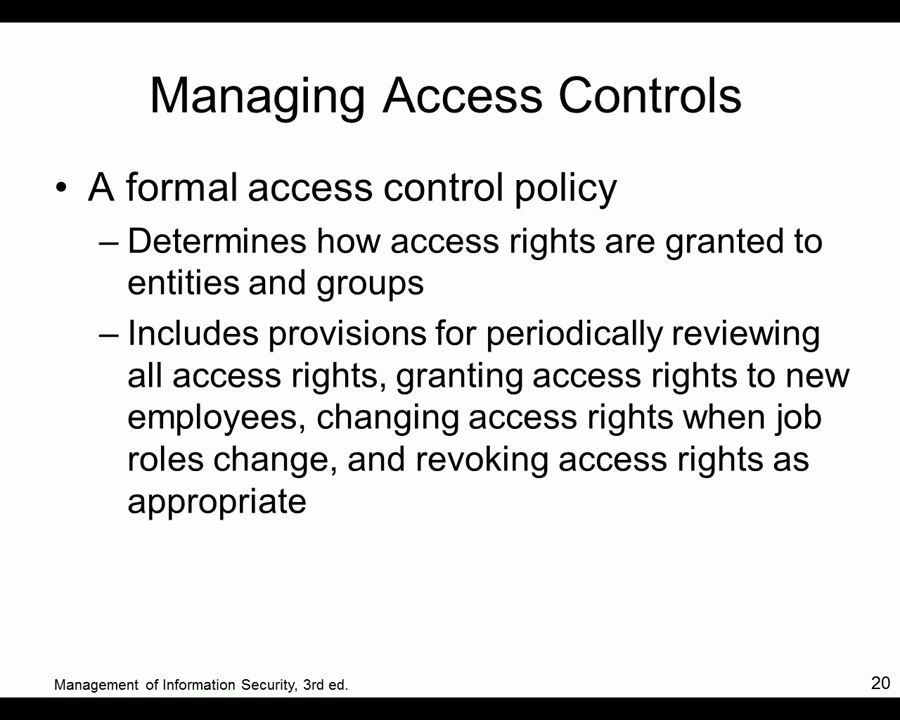 Managing Access Controls
• A formal access control policy
– Determines how access rights are granted to
entities and groups
– Includes provisions for periodically reviewing
all access rights, granting access rights to new
employees, changing access rights when job
roles change, and revoking access rights as
appropriate
Management of Information Security, 3rd ed.
20